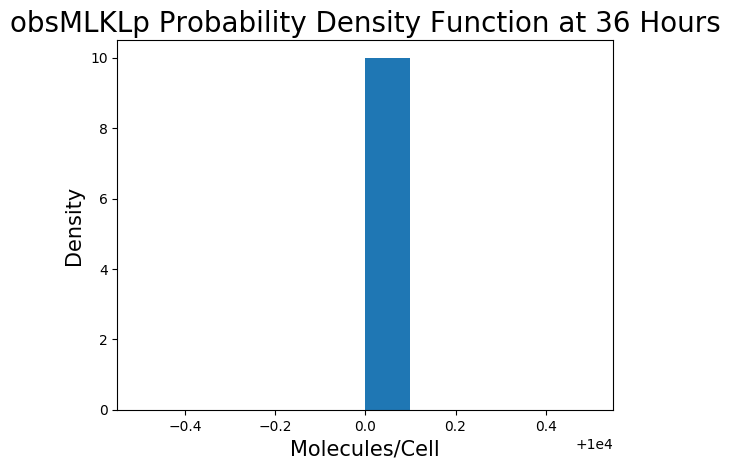 obsMLKLp Probability Density Function at 36 Hours
10
8
6
4
2
0
Density
−0.4 −0.2 0.0 0.2 0.4
+1e4
Molecules/Cell